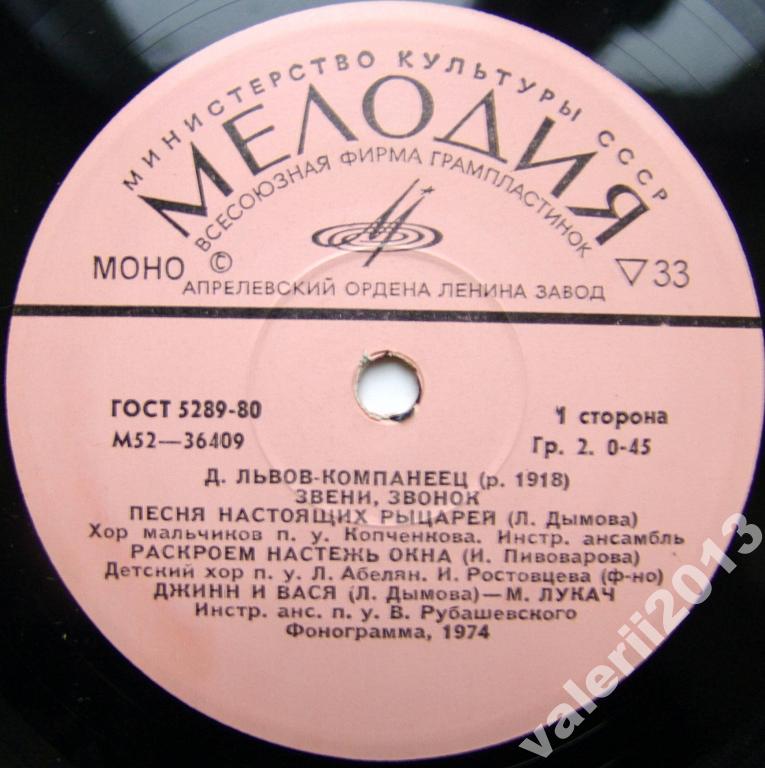 МИНИСТЕРСТВО КУЛЬТУРЫ СССР
МЕЛОДИЯ
ВСЕСОЮЗНАЯ ФИРМА ГРАМПЛАСТИНОК
МОНО © ▽33
АПРЕЛЕВСКИЙ ОРДЕНА ЛЕНИНА ЗАВОД
ГОСТ 5289-80 1 сторона
М52—36409 Гр. 2. 0-45
Д. ЛЬВОВ-КОМПАНЕЕЦ (р. 1918)
ЗВЕНИ, ЗВОНОК
ПЕСНЯ НАСТОЯЩИХ РЫЦАРЕЙ (Л. Дымова)
Хор мальчиков п. у. Копченкова. Инстр. ансамбль
РАСКРОЕМ НАСТЕЖЬ ОКНА (И. Пивоварова)
Детский хор п. у. Л. Абелян. И. Ростовцева (ф-но)
ДЖИНН И ВАСЯ (Л. Дымова)—М. ЛУКАЧ
Инстр. анс. п. у. В. Рубашевского
Фонограмма, 1974
valerii2013